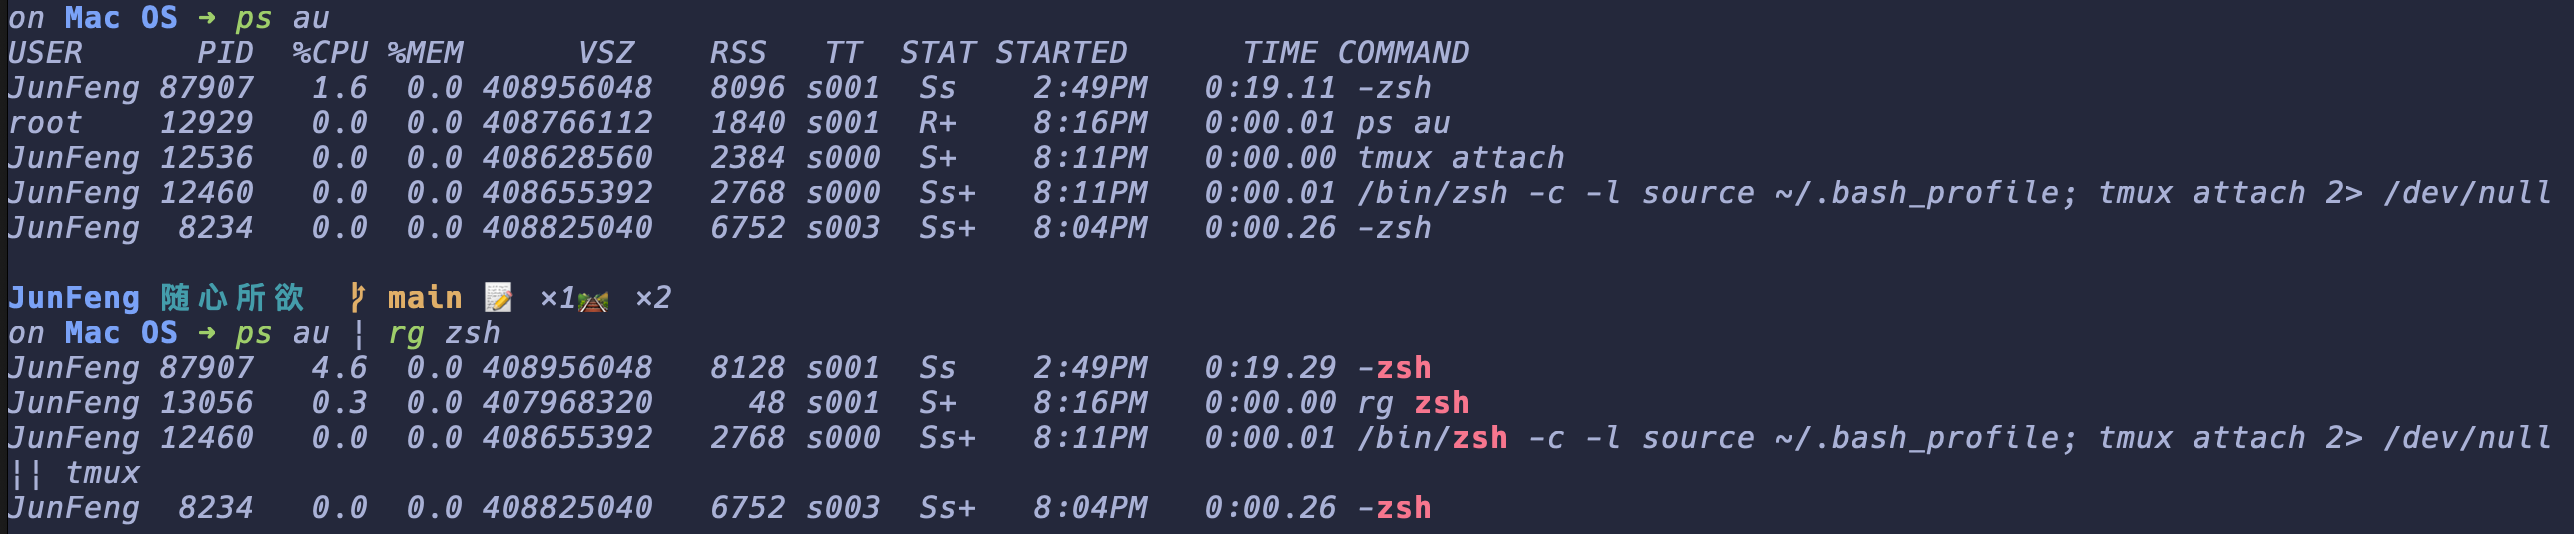 on Mac OS ➜ ps au
USER      PID  %CPU %MEM      VSZ    RSS   TT  STAT STARTED      TIME COMMAND
JunFeng 87907   1.6  0.0 408956048   8096 s001  Ss    2:49PM   0:19.11 -zsh
root    12929   0.0  0.0 408766112   1840 s001  R+    8:16PM   0:00.01 ps au
JunFeng 12536   0.0  0.0 408628560   2384 s000  S+    8:11PM   0:00.00 tmux attach
JunFeng 12460   0.0  0.0 408655392   2768 s000  Ss+   8:11PM   0:00.01 /bin/zsh -c -l source ~/.bash_profile; tmux attach 2> /dev/null
JunFeng  8234   0.0  0.0 408825040   6752 s003  Ss+   8:04PM   0:00.26 -zsh
JunFeng 随心所欲 main 📝 ×1🛤️ ×2
on Mac OS ➜ ps au | rg zsh
JunFeng 87907   4.6  0.0 408956048   8128 s001  Ss    2:49PM   0:19.29 -zsh
JunFeng 13056   0.3  0.0 407968320     48 s001  S+    8:16PM   0:00.00 rg zsh
JunFeng 12460   0.0  0.0 408655392   2768 s000  Ss+   8:11PM   0:00.01 /bin/zsh -c -l source ~/.bash_profile; tmux attach 2> /dev/null
|| tmux
JunFeng  8234   0.0  0.0 408825040   6752 s003  Ss+   8:04PM   0:00.26 -zsh